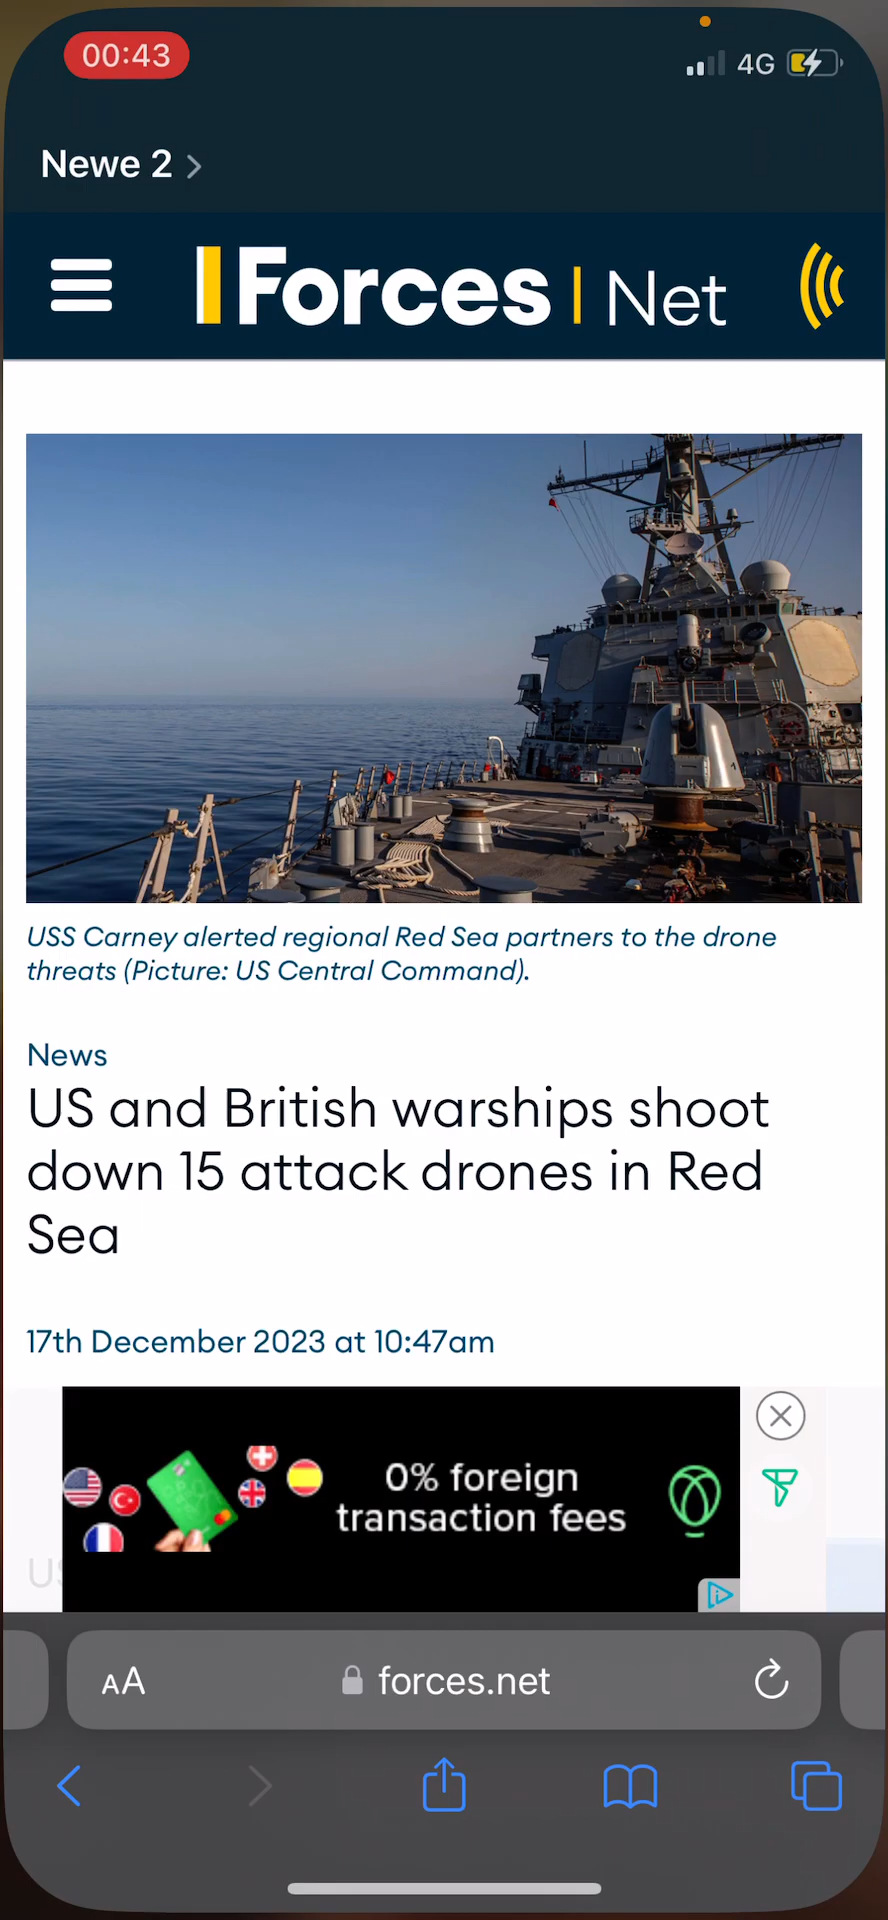 00:43
4G
Newe 2
Forces Net
USS Carney alerted regional Red Sea partners to the drone
threats (Picture: US Central Command).
News
US and British warships shoot
down 15 attack drones in Red
Sea
17th December 2023 at 10:47am
0% foreign
transaction fees
US
AA
forces.net